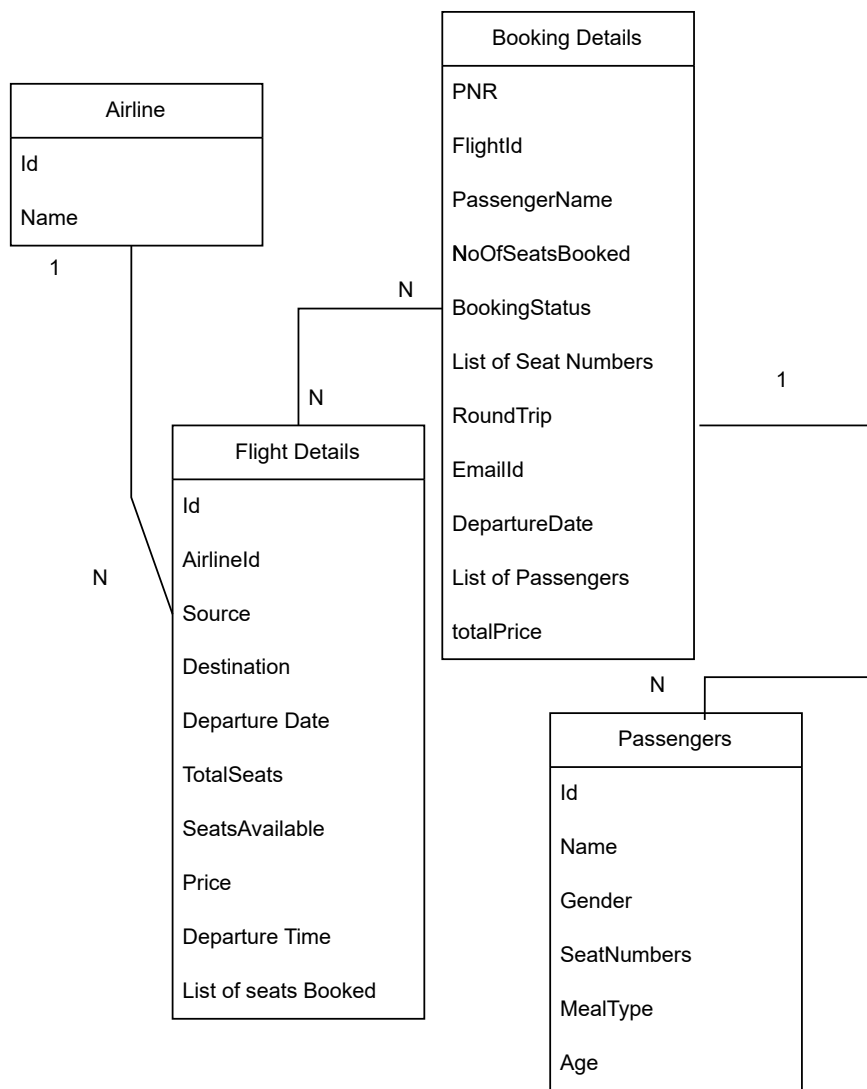 Booking Details
PNR
FlightId
PassengerName
NoOfSeatsBooked
BookingStatus
List of Seat Numbers
RoundTrip
EmailId
DepartureDate
List of Passengers
totalPrice
Airline
Id
Name
1
N
N
N
1
N
Flight Details
Id
AirlineId
Source
Destination
Departure Date
TotalSeats
SeatsAvailable
Price
Departure Time
List of seats Booked
Passengers
Id
Name
Gender
SeatNumbers
MealType
Age